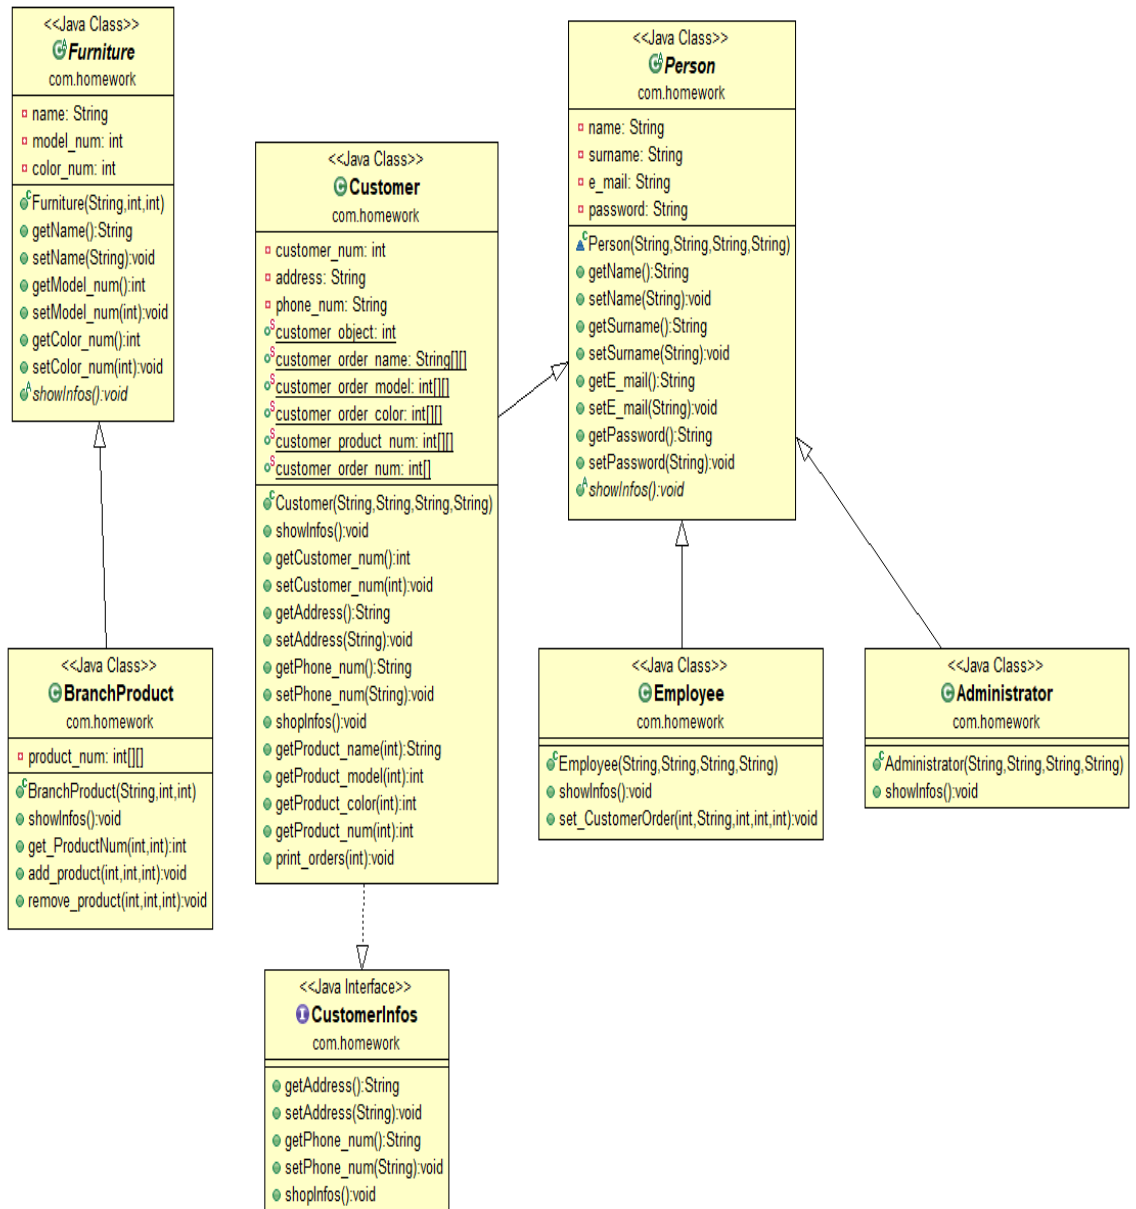 <<Java Class>>
Furniture
com.homework
name: String
model_num: int
color_num: int
Furniture(String,int,int)
getName():String
setName(String):void
getModel_num():int
setModel_num(int):void
getColor_num():int
setColor_num(int):void
showInfos():void
<<Java Class>>
Customer
com.homework
customer_num: int
address: String
phone_num: String
customer_object: int
customer_order_name: String[][]
customer_order_model: int[][]
customer_order_color: int[][]
customer_product_num: int[][]
customer_order_num: int[]
Customer(String,String,String,String)
showInfos():void
getCustomer_num():int
setCustomer_num(int):void
getAddress():String
setAddress(String):void
getPhone_num():String
setPhone_num(String):void
shopInfos():void
getProduct_name(int):String
getProduct_model(int):int
getProduct_color(int):int
getProduct_num(int):int
print_orders(int):void
<<Java Class>>
Person
com.homework
name: String
surname: String
e_mail: String
password: String
Person(String,String,String,String)
getName():String
setName(String):void
getSurname():String
setSurname(String):void
getE_mail():String
setE_mail(String):void
getPassword():String
setPassword(String):void
showInfos():void
<<Java Class>>
BranchProduct
com.homework
product_num: int[][]
BranchProduct(String,int,int)
showInfos():void
get_ProductNum(int,int):int
add_product(int,int,int):void
remove_product(int,int,int):void
<<Java Class>>
Employee
com.homework
Employee(String,String,String,String)
showInfos():void
set_CustomerOrder(int,String,int,int,int):void
<<Java Class>>
Administrator
com.homework
Administrator(String,String,String,String)
showInfos():void
<<Java Interface>>
CustomerInfos
com.homework
getAddress():String
setAddress(String):void
getPhone_num():String
setPhone_num(String):void
shopInfos():void